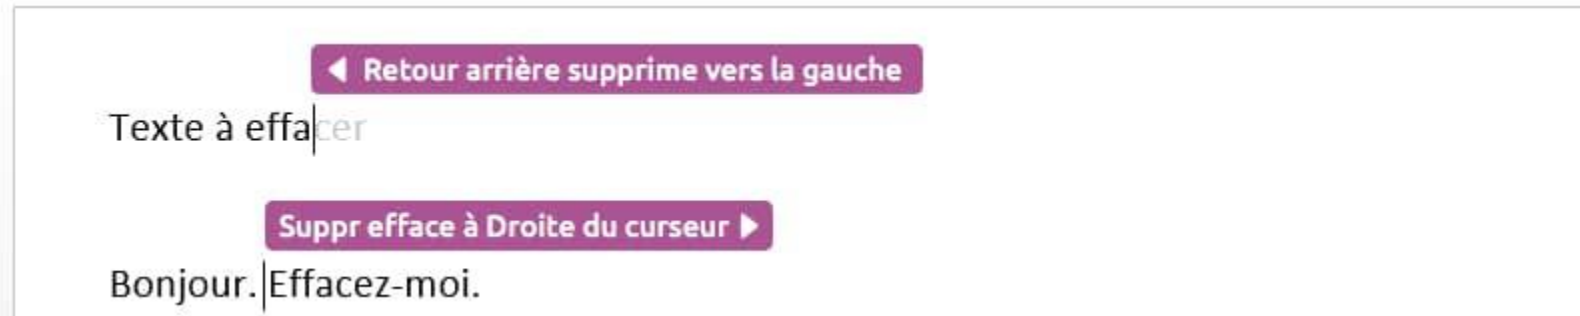 ◀ Retour arrière supprime vers la gauche
Texte à effacer
Suppr efface à Droite du curseur ▶
Bonjour. Effacez-moi.